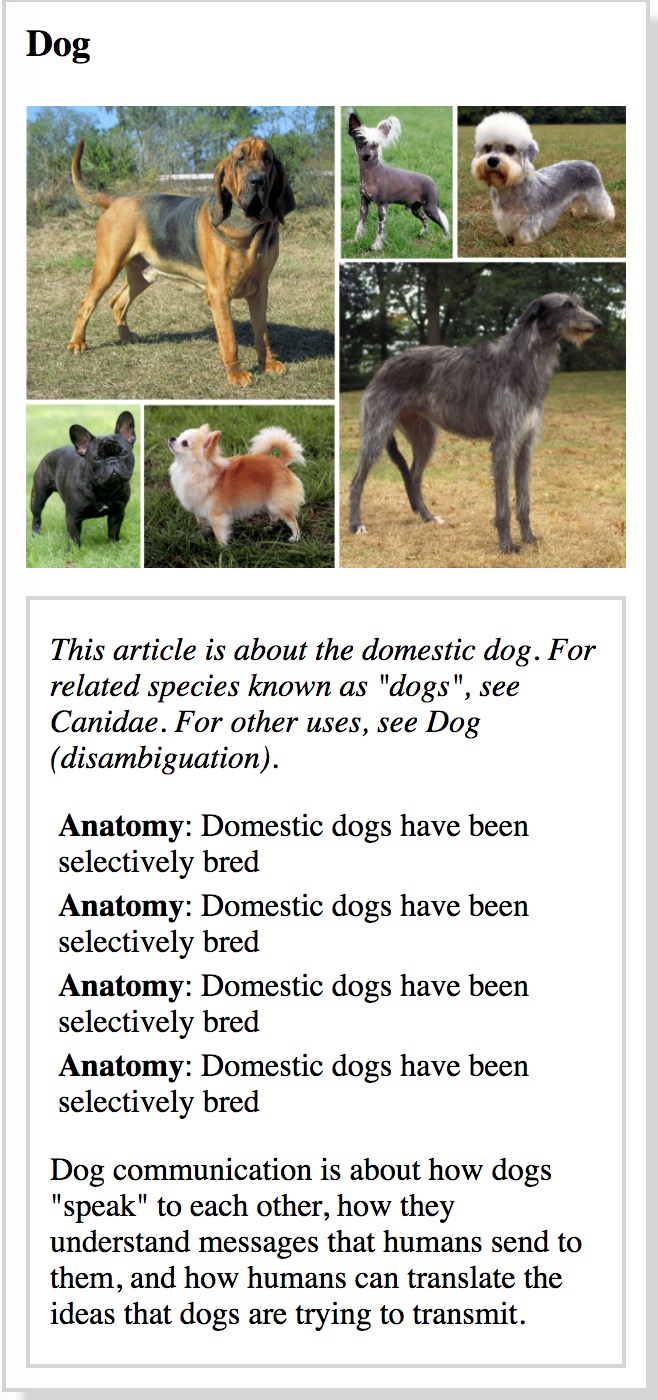 Dog
This article is about the domestic dog. For
related species known as "dogs", see
Canidae. For other uses, see Dog
(disambiguation).
Anatomy: Domestic dogs have been
selectively bred
Anatomy: Domestic dogs have been
selectively bred
Anatomy: Domestic dogs have been
selectively bred
Anatomy: Domestic dogs have been
selectively bred
Dog communication is about how dogs
"speak" to each other, how they
understand messages that humans send to
them, and how humans can translate the
ideas that dogs are trying to transmit.